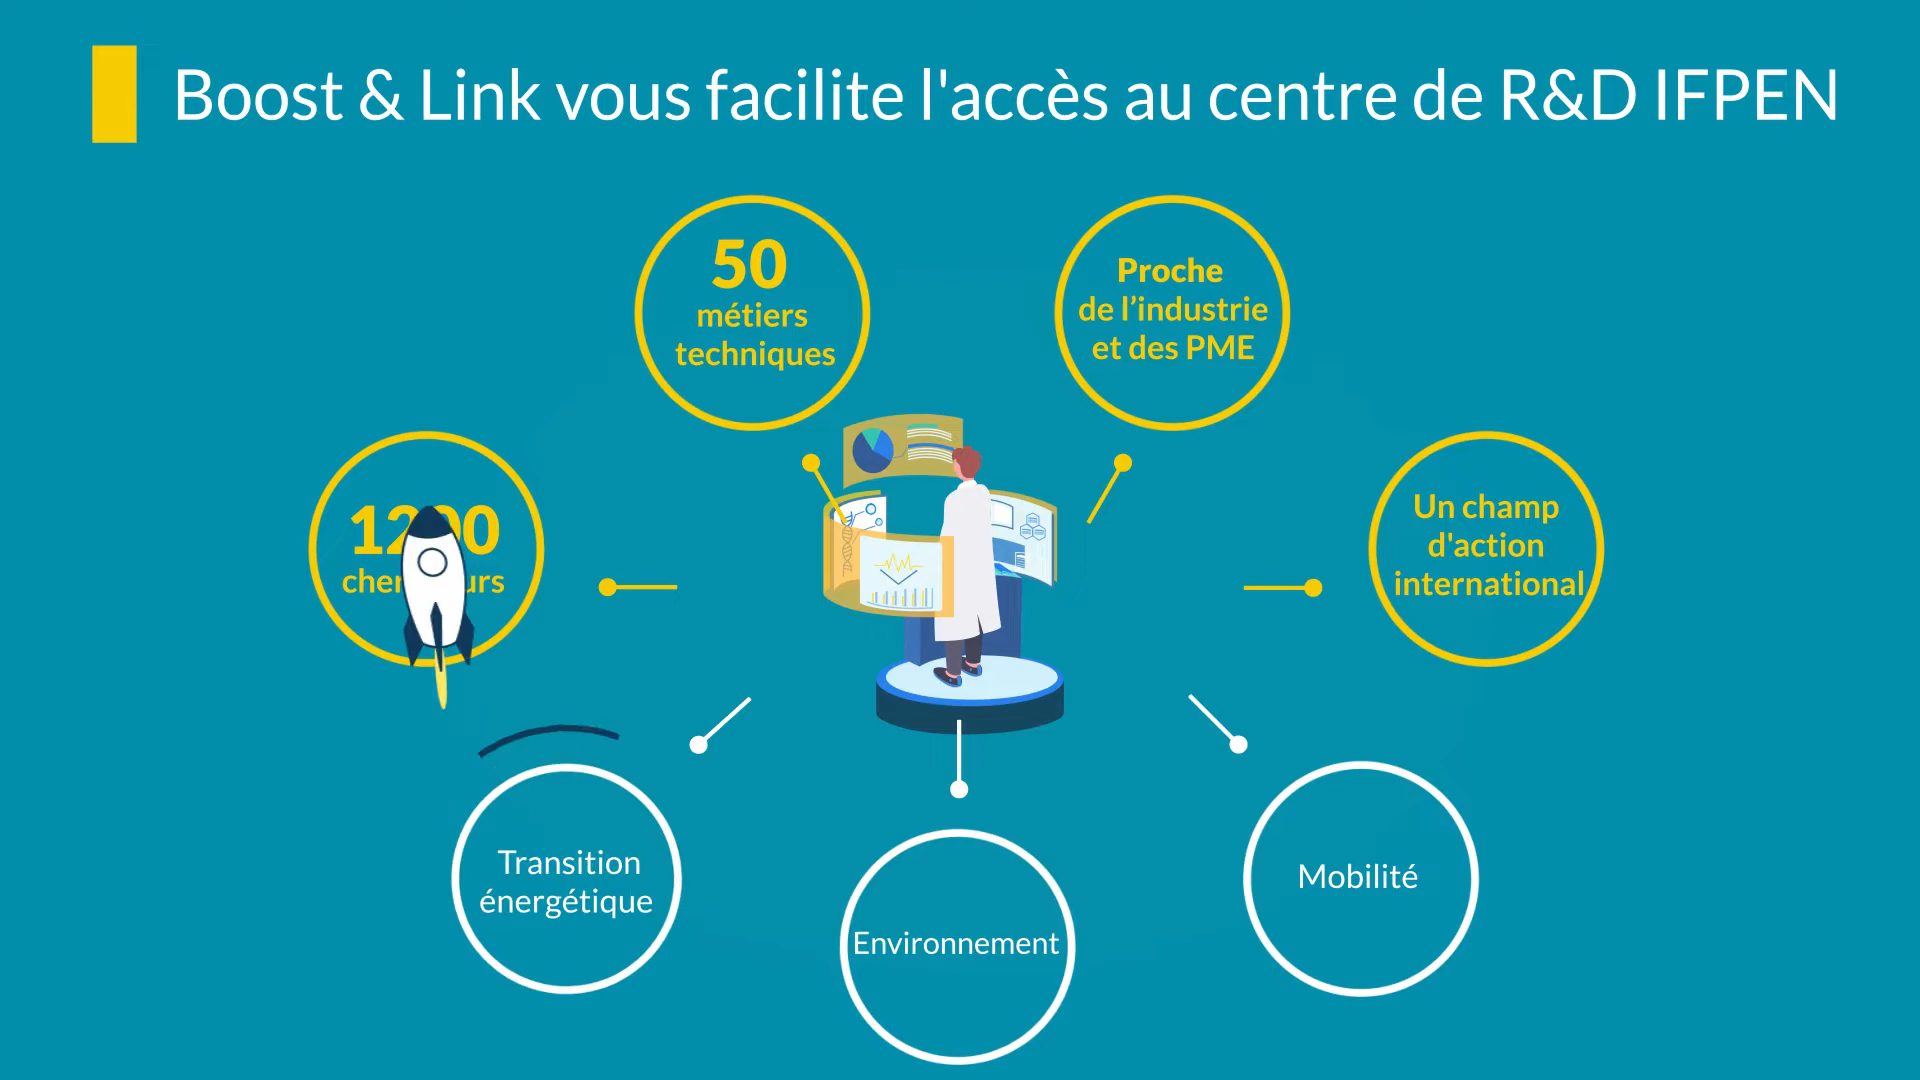 Boost & Link vous facilite l'accès au centre de R&D IFPEN
50
métiers
techniques
Proche
de l’industrie
et des PME
Un champ
d'action
international
Transition
énergétique
Environnement
Mobilité